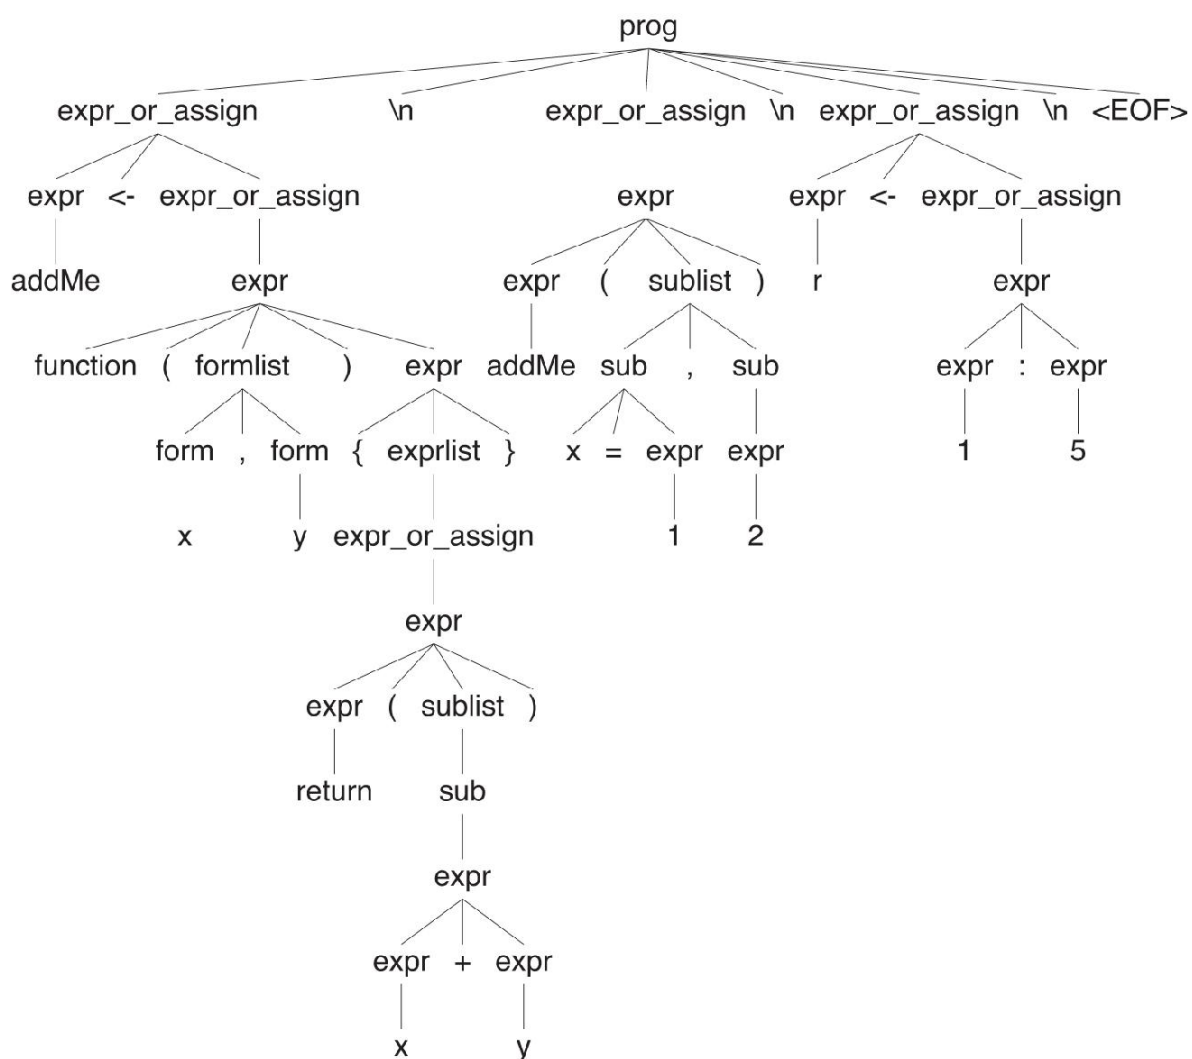 prog
expr_or_assign \n expr_or_assign \n expr_or_assign \n <EOF>
expr <- expr_or_assign expr expr <- expr_or_assign
addMe expr expr ( sublist ) r expr
function ( formlist ) expr addMe sub , sub expr : expr
form , form { exprlist } x = expr expr 1 5
x y expr_or_assign 1 2
expr
expr ( sublist )
return sub
expr
expr + expr
x y